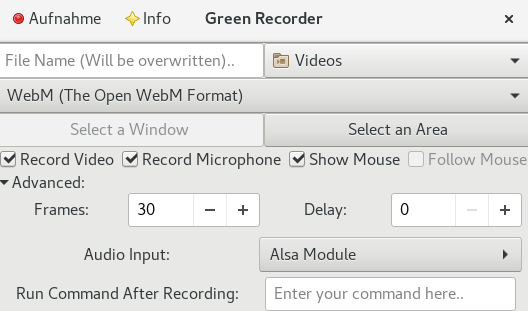 Aufnahme Info Green Recorder ×
File Name (Will be overwritten).. Videos
WebM (The Open WebM Format)
Select a Window Select an Area
Record Video Record Microphone Show Mouse Follow Mouse
Advanced:
Frames: 30 − + Delay: 0 − +
Audio Input: Alsa Module
Run Command After Recording: Enter your command here..